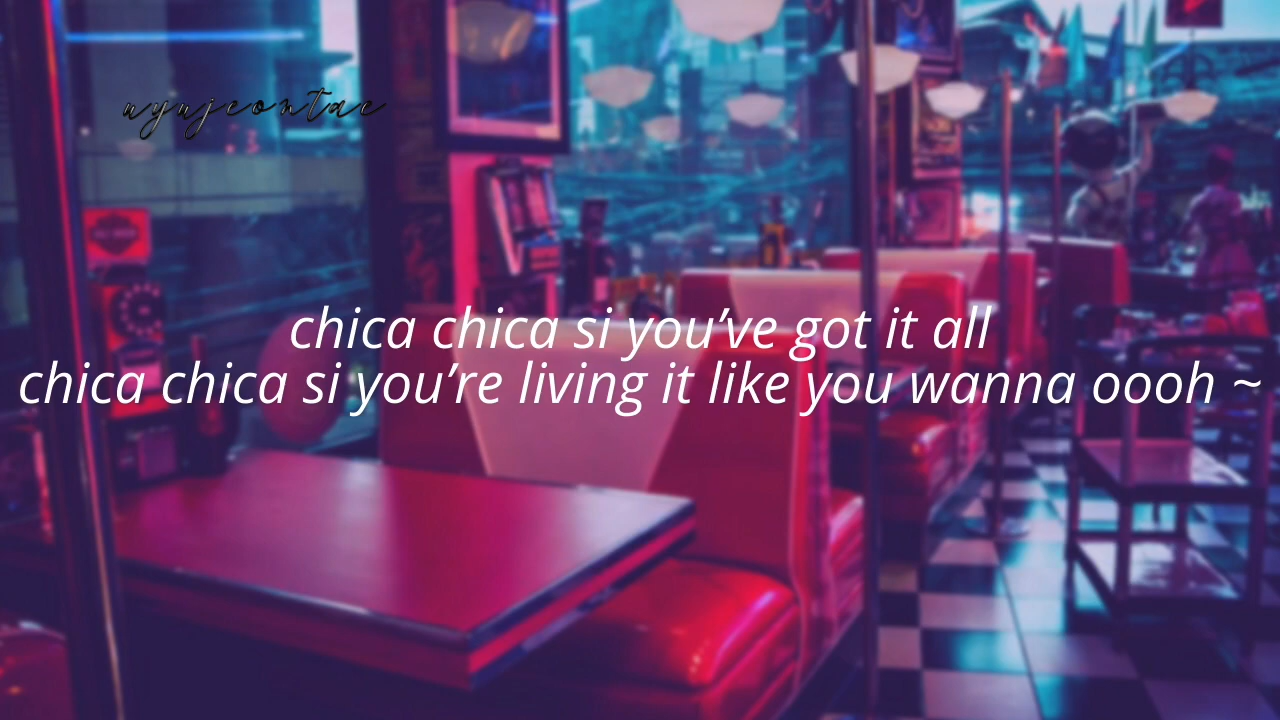 wynjeontae
chica chica si you’ve got it all
chica chica si you’re living it like you wanna oooh ~